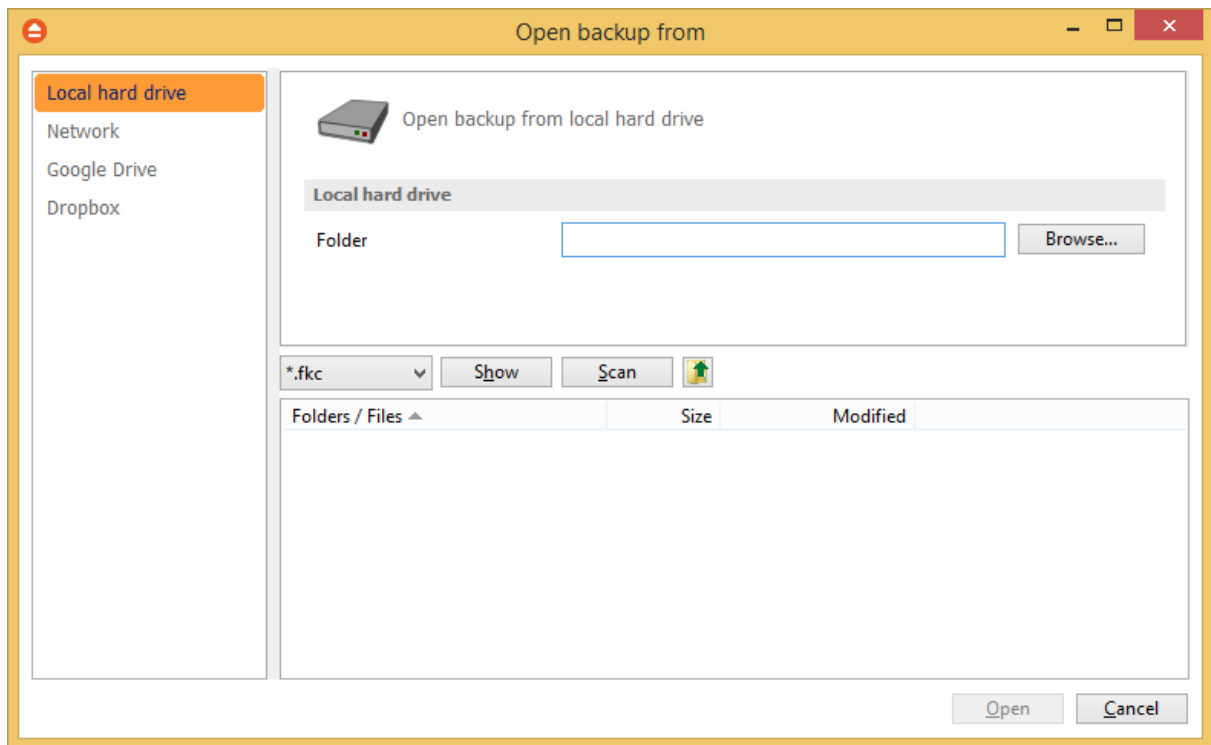 Open backup from
Local hard drive
Network
Google Drive
Dropbox
Open backup from local hard drive
Local hard drive
Folder
Browse...
*.fkc Show Scan
Folders / Files Size Modified
Open Cancel